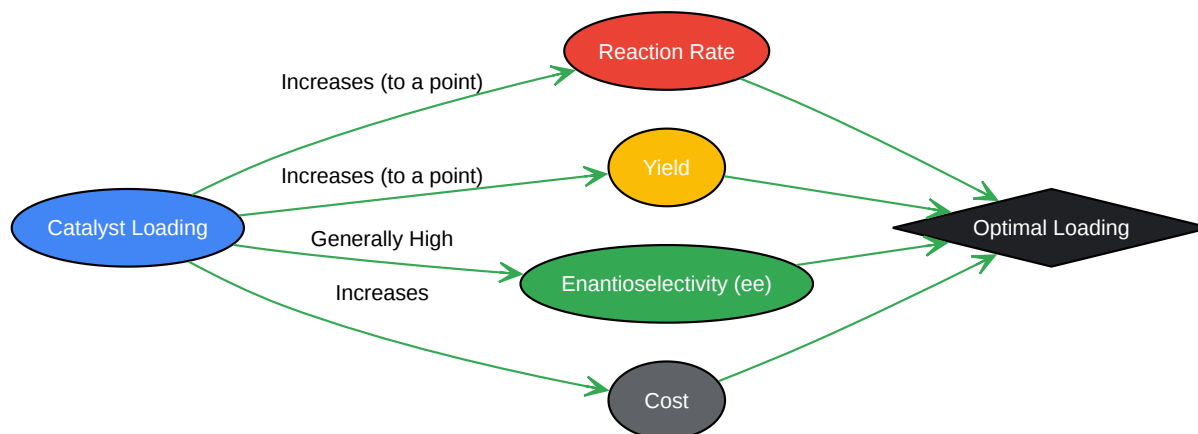 Reaction Rate
Increases (to a point)
Yield
Increases (to a point)
Catalyst Loading
Optimal Loading
Generally High
Enantioselectivity (ee)
Increases
Cost